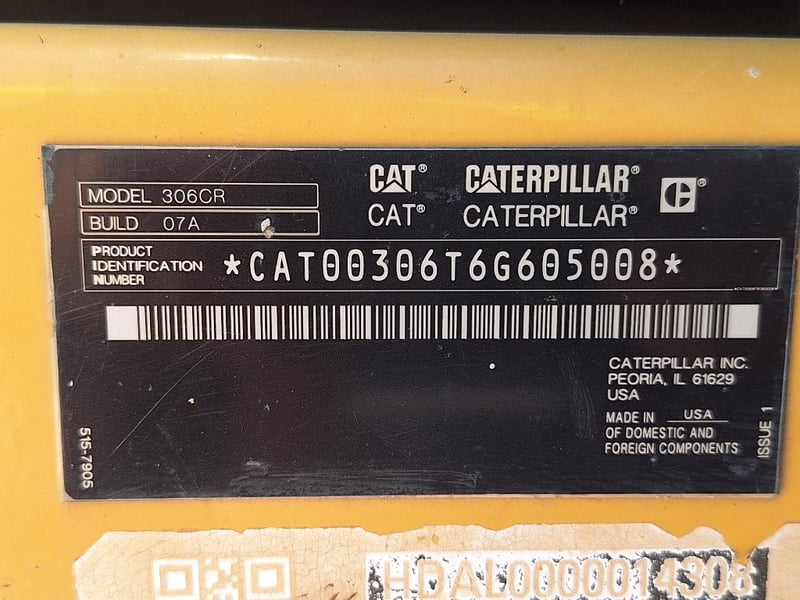 CAT® CATERPILLAR® C®
CAT® CATERPILLAR®
MODEL 306CR
BUILD 07A
PRODUCT
IDENTIFICATION
NUMBER
*CAT00306T6G605008*
CATERPILLAR INC.
PEORIA, IL 61629
USA
MADE IN USA
OF DOMESTIC AND
FOREIGN COMPONENTS
ISSUE 1
515-7905
HDAL0000014308